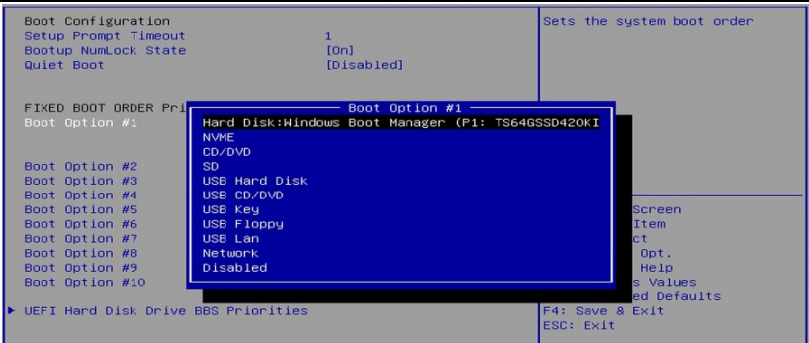 Boot Configuration
Setup Prompt Timeout 1
Bootup NumLock State [On]
Quiet Boot [Disabled]
Sets the system boot order
FIXED BOOT ORDER Pri
Boot Option #1
Boot Option #1
Hard Disk:Windows Boot Manager (P1: TS64GSSD420KI
NVME
CD/DVD
SD
USB Hard Disk
USB CD/DVD
USB Key
USB Floppy
USB Lan
Network
Disabled
Boot Option #2
Boot Option #3
Boot Option #4
Boot Option #5
Boot Option #6
Boot Option #7
Boot Option #8
Boot Option #9
Boot Option #10
UEFI Hard Disk Drive BBS Priorities
Screen
Item
ct
Opt.
Help
s Values
ed Defaults
F4: Save & Exit
ESC: Exit